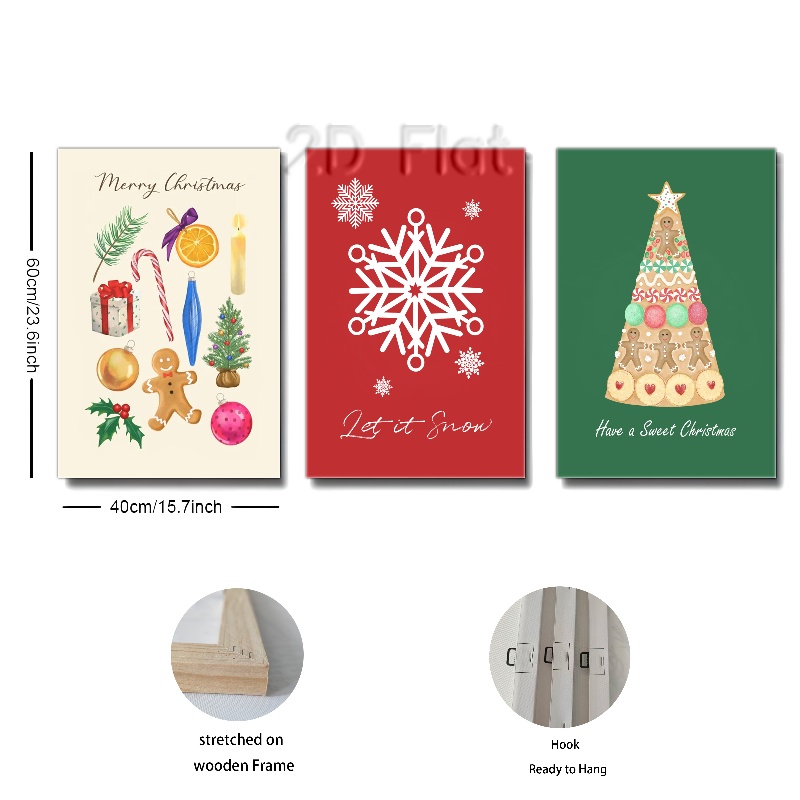 2D Flat
Merry Christmas
Let it Snow
Have a Sweet Christmas
60cm/23.6inch
40cm/15.7inch
stretched on
wooden Frame
Hook
Ready to Hang